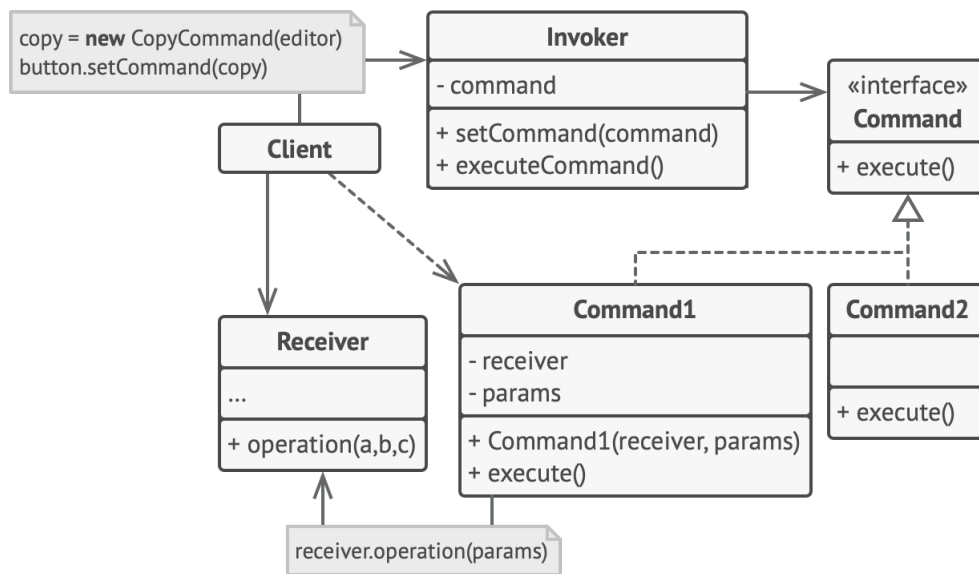 copy = new CopyCommand(editor)
button.setCommand(copy)
Client
Invoker
- command
+ setCommand(command)
+ executeCommand()
«interface»
Command
+ execute()
Receiver
...
+ operation(a,b,c)
Command1
- receiver
- params
+ Command1(receiver, params)
+ execute()
Command2
+ execute()
receiver.operation(params)